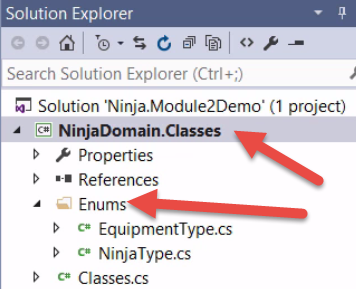 Solution Explorer
Search Solution Explorer (Ctrl+;)
Solution 'Ninja.Module2Demo' (1 project)
C# NinjaDomain.Classes
Properties
References
Enums
C# EquipmentType.cs
C# NinjaType.cs
C# Classes.cs